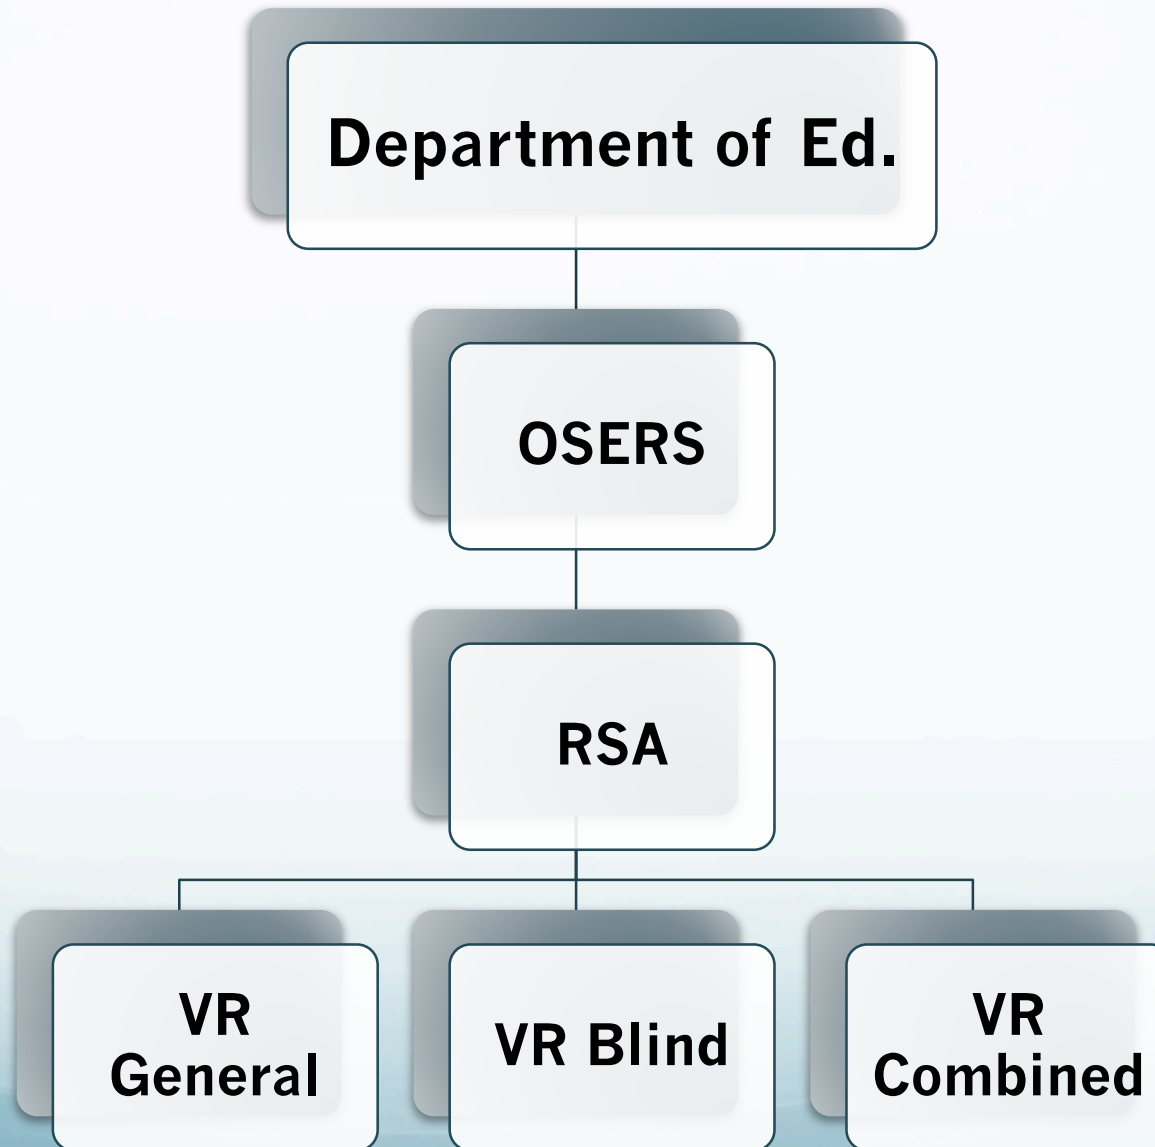 Department of Ed.
OSERS
RSA
VR
General
VR Blind
VR
Combined